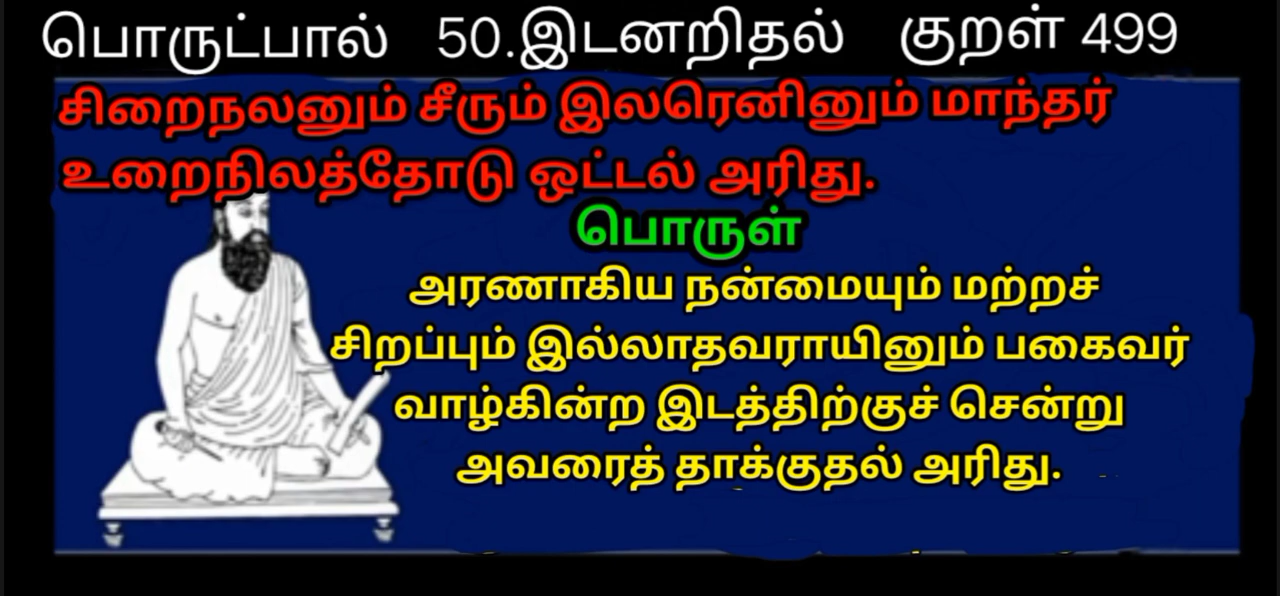 பொருட்பால் 50.இடனறிதல் குறள் 499
சிறைநலனும் சீரும் இலரெனினும் மாந்தர்
உறைநிலத்தோடு ஒட்டல் அரிது.
பொருள்
அரணாகிய நன்மையும் மற்றச்
சிறப்பும் இல்லாதவராயினும் பகைவர்
வாழ்கின்ற இடத்திற்குச் சென்று
அவரைத் தாக்குதல் அரிது.